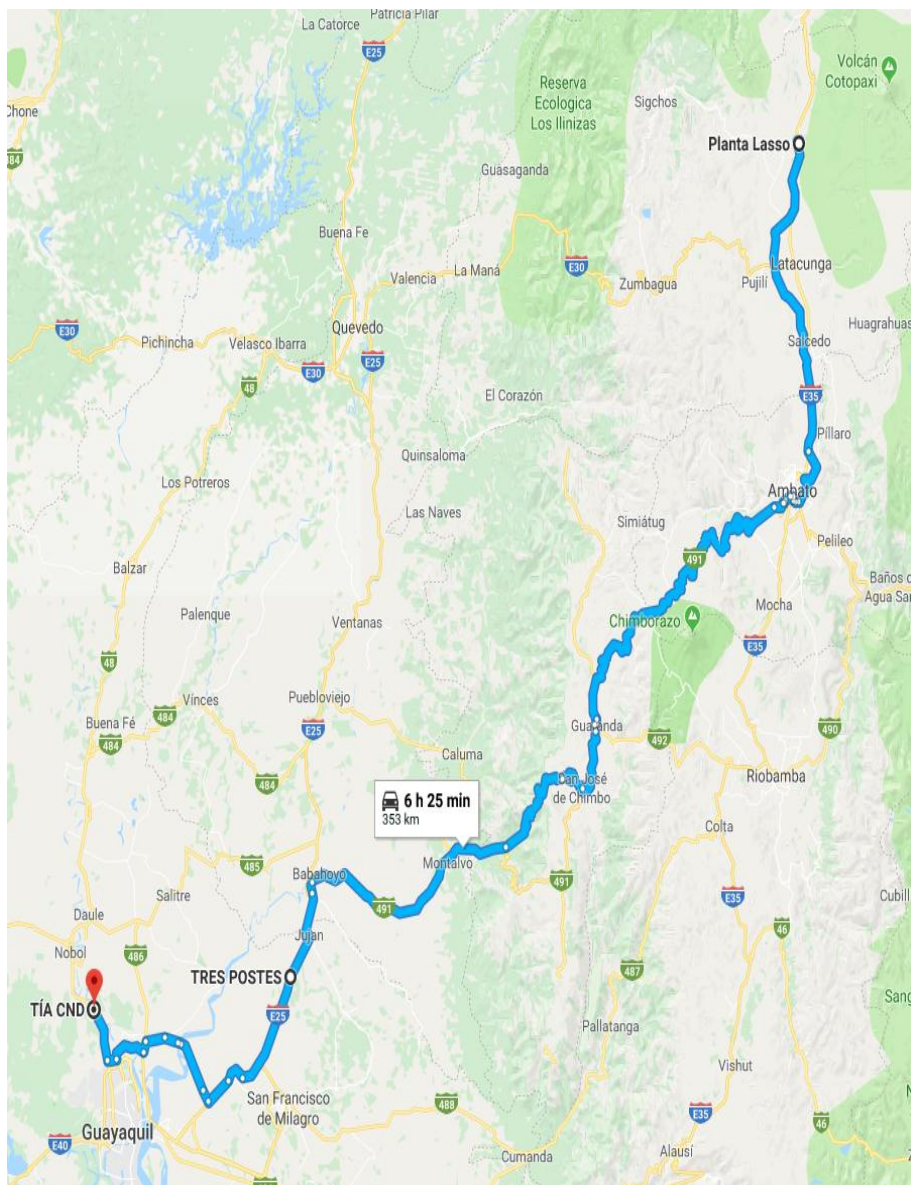 Patricia Pilar
La Catorce
E25
Volcán
Cotopaxi
Reserva
Ecologica
Los Ilinizas
Sigchos
Chone
484
Planta Lasso
Guasaganda
Buena Fe
E30
La Maná
Valencia
Zumbagua
Latacunga
Pujilí
E30
Pichincha
Velasco Ibarra
Quevedo
E25
E30
48
Huagrahuas
Salcedo
El Corazón
E35
Píllaro
Quinsaloma
Los Potreros
Ambato
Las Naves
Simiátug
Pelileo
491
Balzar
Baños d
Agua San
Palenque
Mocha
Chimborazo
Ventanas
E35
48
Puebloviejo
Vinces
484
Buena Fé
484
E25
Guaranda
492
490
Caluma
Riobamba
484
San José
de Chimbo
6 h 25 min
353 km
Colta
Montalvo
485
Babahoyo
491
491
Salitre
E35
Cubill
Daule
46
Jujan
Nobol
486
487
TRES POSTES
TÍA CND
E25
Sang
Pallatanga
Vishut
San Francisco
de Milagro
488
E35
46
Guayaquil
E40
Cumanda
Alausí